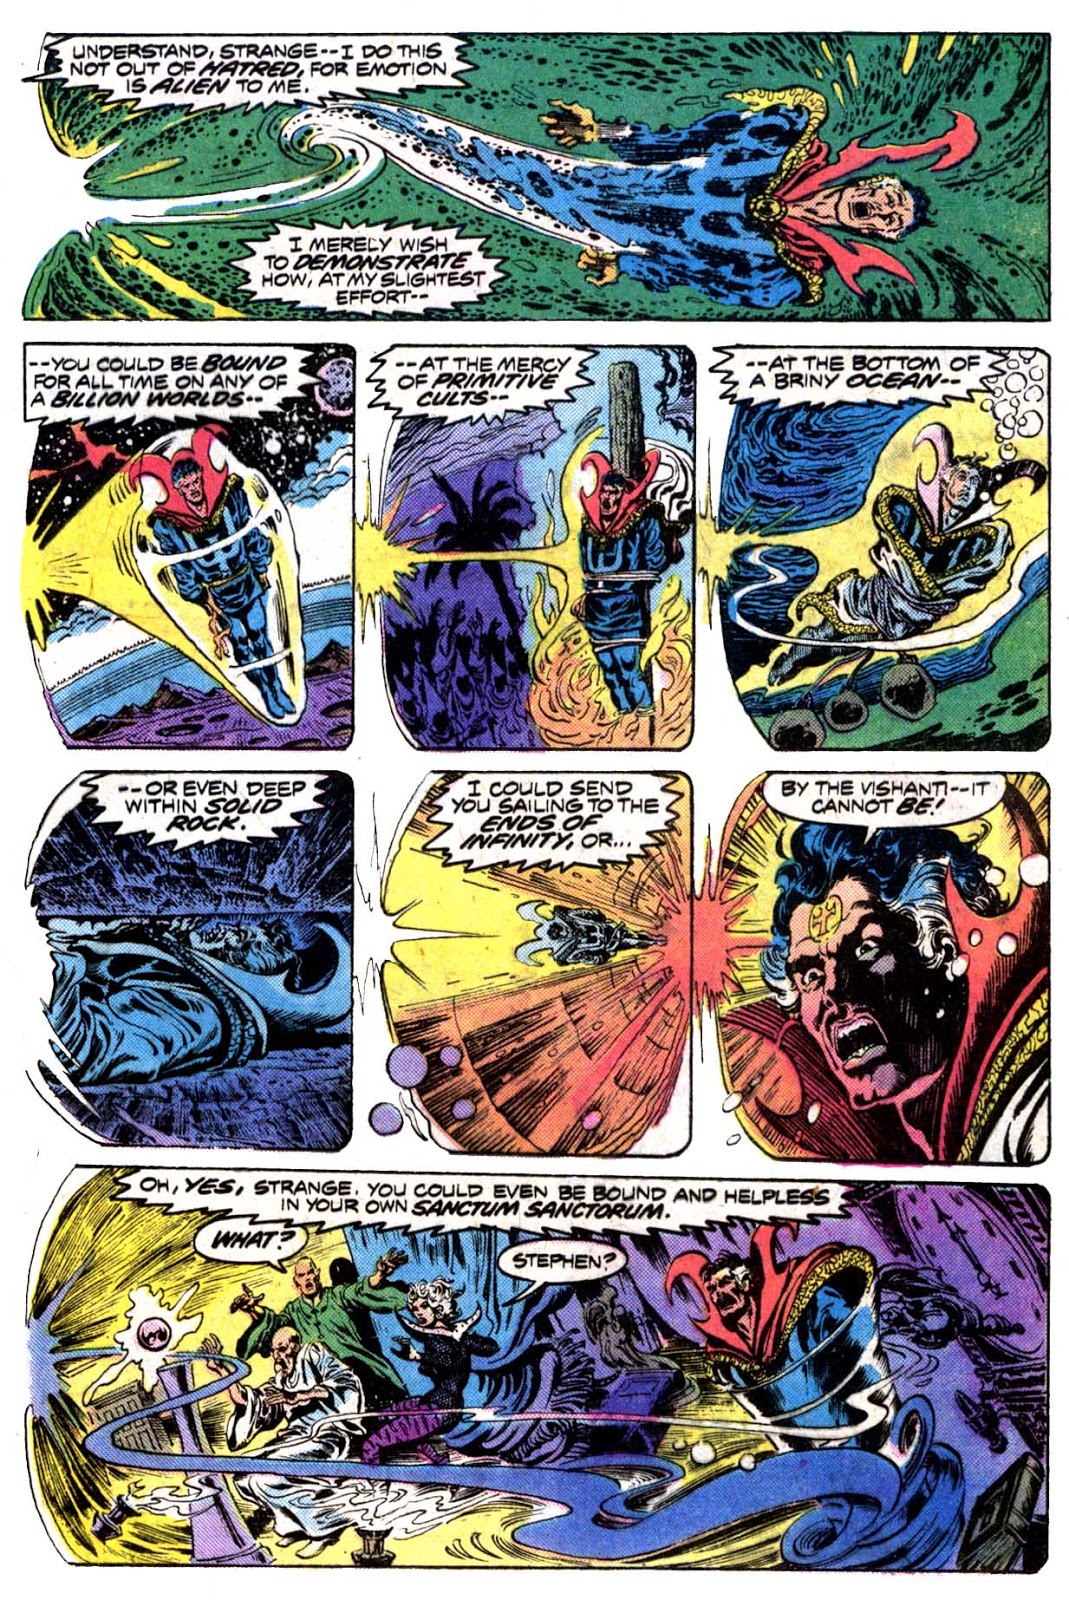 UNDERSTAND, STRANGE--I DO THIS
NOT OUT OF HATRED, FOR EMOTION
IS ALIEN TO ME.
I MERELY WISH
TO DEMONSTRATE
HOW, AT MY SLIGHTEST
EFFORT--
--YOU COULD BE BOUND
FOR ALL TIME ON ANY OF
A BILLION WORLDS--
--AT THE MERCY
OF PRIMITIVE
CULTS--
--AT THE BOTTOM OF
A BRINY OCEAN--
--OR EVEN DEEP
WITHIN SOLID
ROCK.
I COULD SEND
YOU SAILING TO THE
ENDS OF
INFINITY, OR...
BY THE VISHANTI--IT
CANNOT BE!
OH, YES, STRANGE. YOU COULD EVEN BE BOUND AND HELPLESS
IN YOUR OWN SANCTUM SANCTORUM.
WHAT?
STEPHEN?